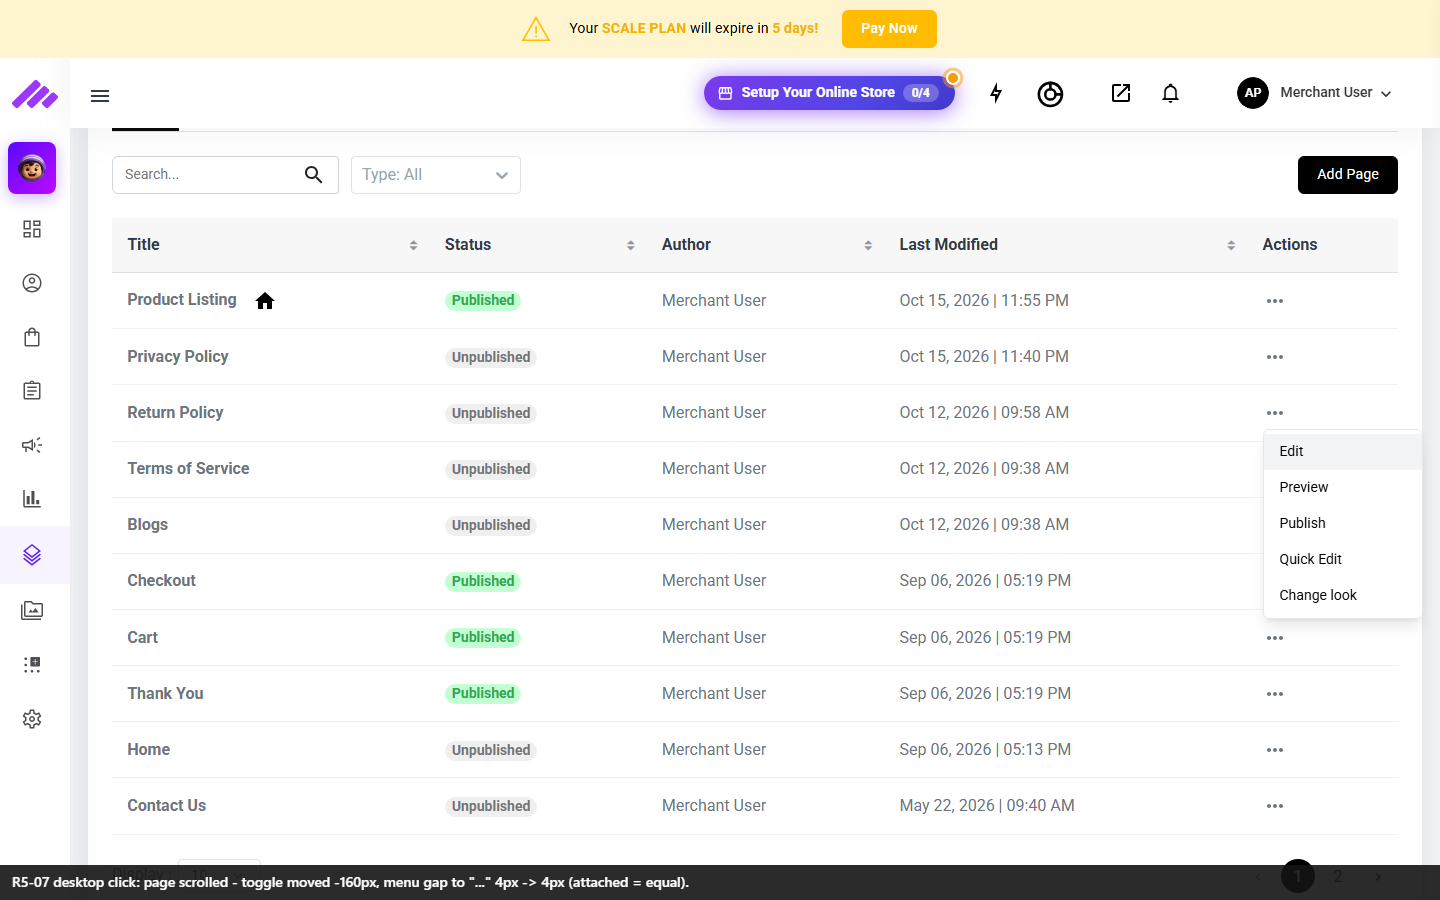 Your SCALE PLAN will expire in 5 days! Pay Now
Setup Your Online Store 0/4
AP Merchant User
Search... Type: All Add Page
Title Status Author Last Modified Actions
Product Listing Published Merchant User Oct 15, 2026 | 11:55 PM
Privacy Policy Unpublished Merchant User Oct 15, 2026 | 11:40 PM
Return Policy Unpublished Merchant User Oct 12, 2026 | 09:58 AM
Edit
Terms of Service Unpublished Merchant User Oct 12, 2026 | 09:38 AM
Preview
Blogs Unpublished Merchant User Oct 12, 2026 | 09:38 AM
Publish
Quick Edit
Checkout Published Merchant User Sep 06, 2026 | 05:19 PM
Change look
Cart Published Merchant User Sep 06, 2026 | 05:19 PM
Thank You Published Merchant User Sep 06, 2026 | 05:19 PM
Home Unpublished Merchant User Sep 06, 2026 | 05:13 PM
Contact Us Unpublished Merchant User May 22, 2026 | 09:40 AM
Display 10 1 2
R5-07 desktop click: page scrolled - toggle moved -160px, menu gap to "..." 4px -> 4px (attached = equal).